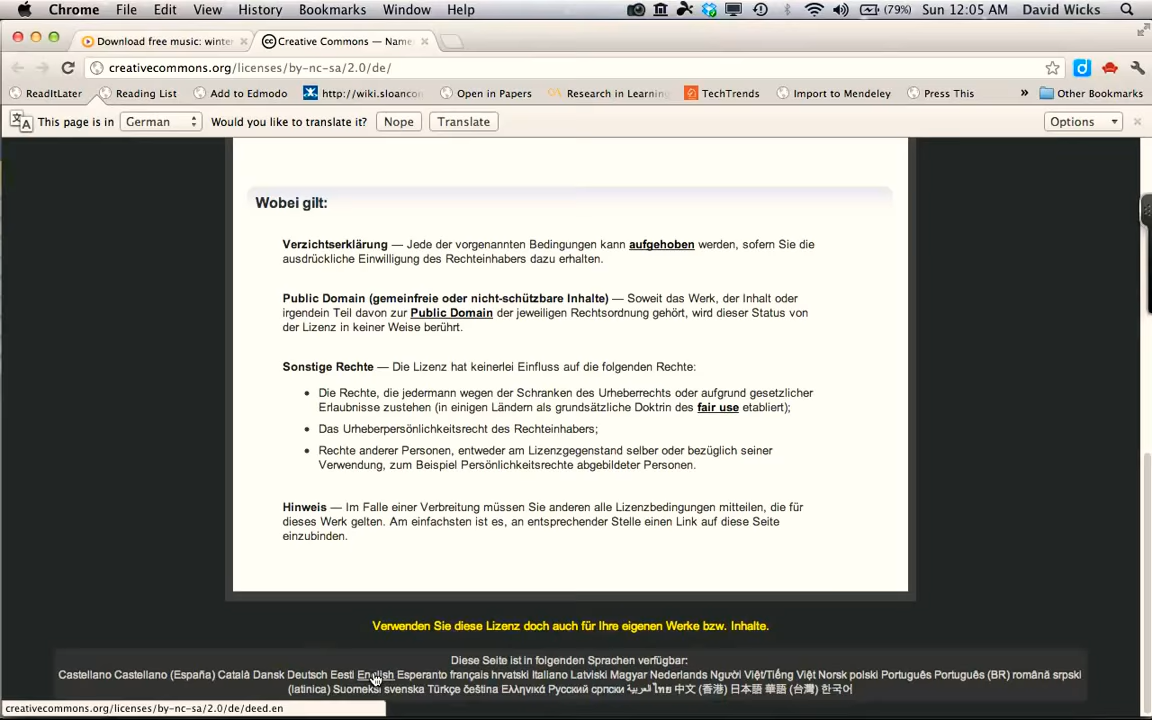 Chrome File Edit View History Bookmarks Window Help (79%) Sun 12:05 AM David Wicks
Download free music: winter
Creative Commons — Name
creativecommons.org/licenses/by-nc-sa/2.0/de/
ReadItLater Reading List Add to Edmodo http://wiki.sloancon Open in Papers Research in Learning TechTrends Import to Mendeley Press This » Other Bookmarks
This page is in German Would you like to translate it? Nope Translate Options
Wobei gilt:
Verzichtserklärung — Jede der vorgenannten Bedingungen kann aufgehoben werden, sofern Sie die
ausdrückliche Einwilligung des Rechteinhabers dazu erhalten.
Public Domain (gemeinfreie oder nicht-schützbare Inhalte) — Soweit das Werk, der Inhalt oder
irgendein Teil davon zur Public Domain der jeweiligen Rechtsordnung gehört, wird dieser Status von
der Lizenz in keiner Weise berührt.
Sonstige Rechte — Die Lizenz hat keinerlei Einfluss auf die folgenden Rechte:
• Die Rechte, die jedermann wegen der Schranken des Urheberrechts oder aufgrund gesetzlicher
Erlaubnisse zustehen (in einigen Ländern als grundsätzliche Doktrin des fair use etabliert);
• Das Urheberpersönlichkeitsrecht des Rechteinhabers;
• Rechte anderer Personen, entweder am Lizenzgegenstand selber oder bezüglich seiner
Verwendung, zum Beispiel Persönlichkeitsrechte abgebildeter Personen.
Hinweis — Im Falle einer Verbreitung müssen Sie anderen alle Lizenzbedingungen mitteilen, die für
dieses Werk gelten. Am einfachsten ist es, an entsprechender Stelle einen Link auf diese Seite
einzubinden.
Verwenden Sie diese Lizenz doch auch für Ihre eigenen Werke bzw. Inhalte.
Diese Seite ist in folgenden Sprachen verfügbar:
Castellano Castellano (España) Català Dansk Deutsch Eesti English Esperanto français hrvatski Italiano Latviski Magyar Nederlands Người Việt/Tiếng Việt Norsk polski Português Português (BR) română srpski
(latinica) Suomeksi svenska Türkçe čeština Ελληνικά Русский српски العربية ไทย 中文 (香港) 日本語 華語 (台灣) 한국어
creativecommons.org/licenses/by-nc-sa/2.0/de/deed.en